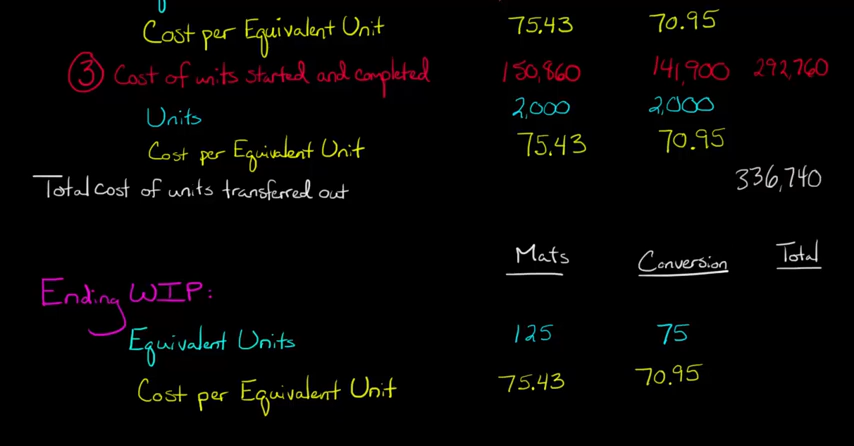 Cost per Equivalent Unit 75.43 70.95
③ Cost of units started and completed 150,860 141,900 292,760
Units 2,000 2,000
Cost per Equivalent Unit 75.43 70.95
Total cost of units transferred out 336,740
Mats Conversion Total
Ending WIP:
Equivalent Units 125 75
Cost per Equivalent Unit 75.43 70.95